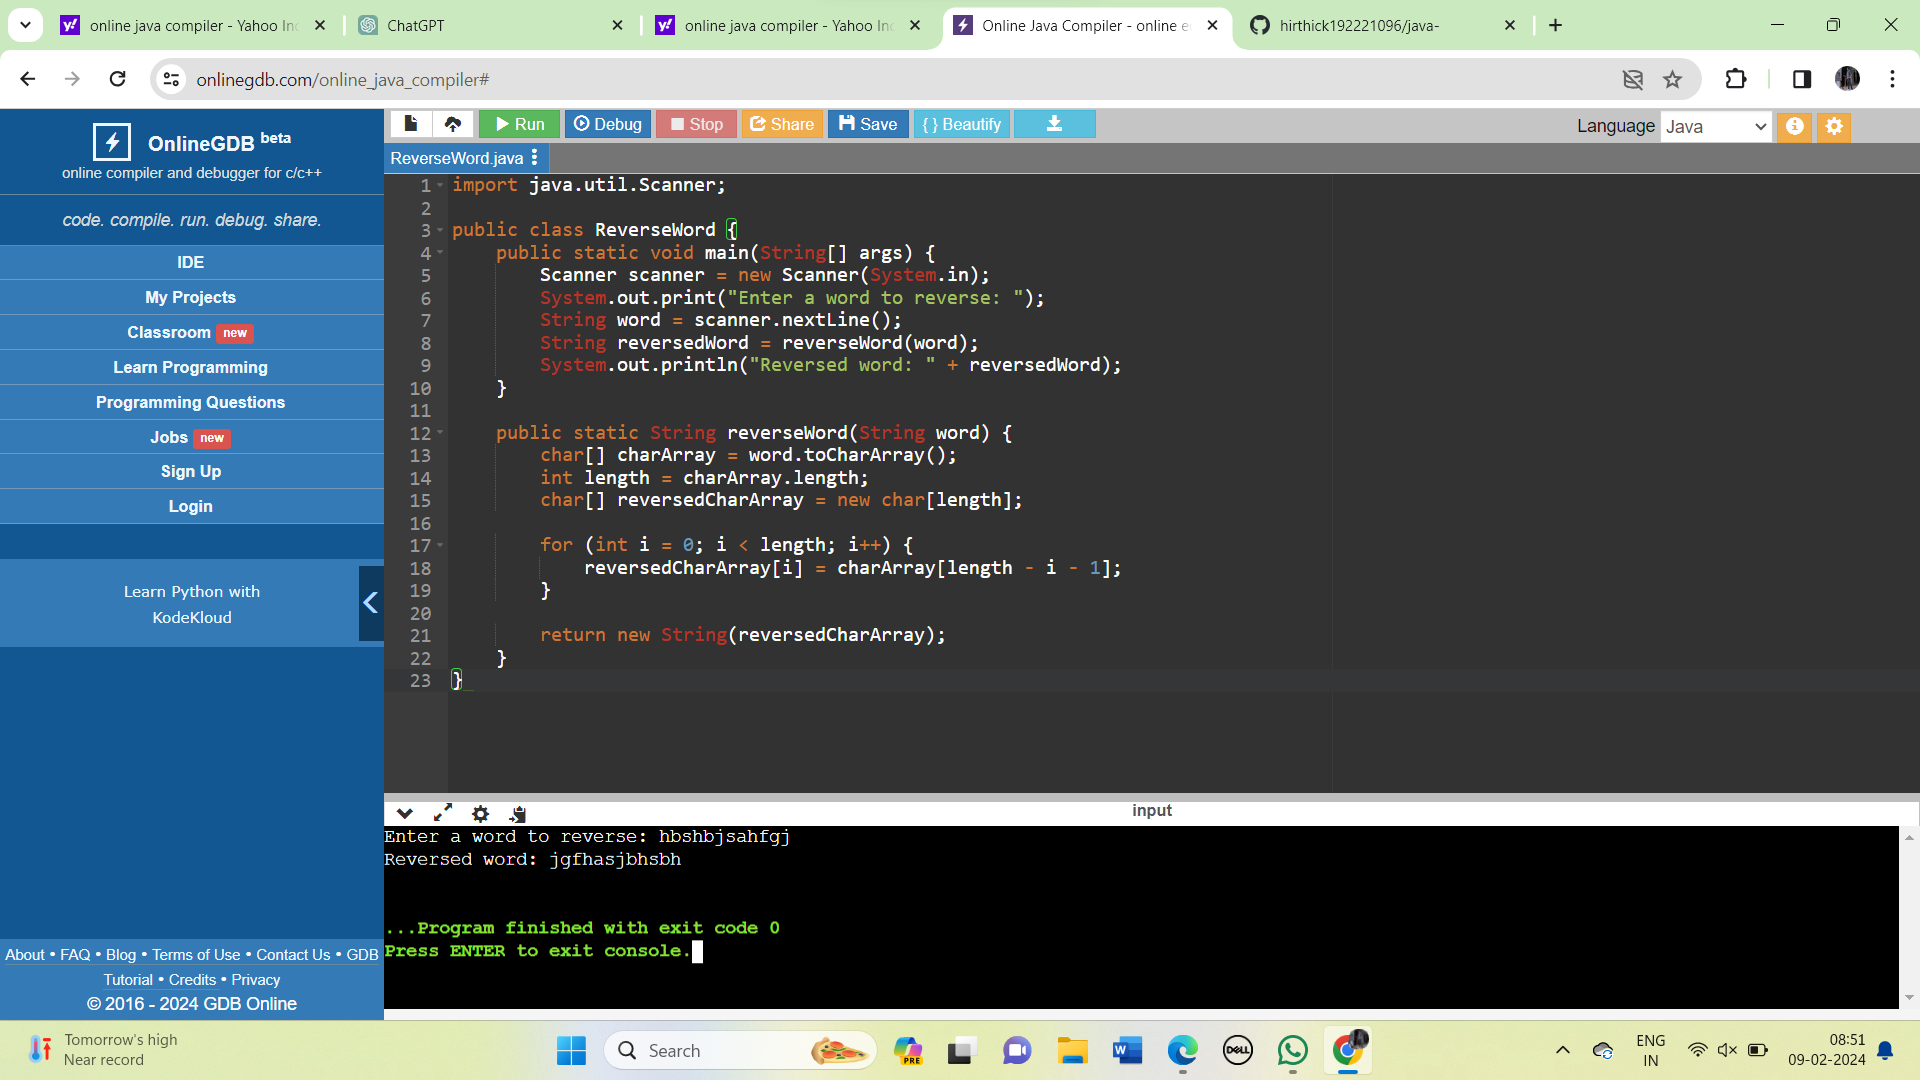 online java compiler - Yahoo In
ChatGPT
online java compiler - Yahoo In
Online Java Compiler - online e
hirthick192221096/java-
onlinegdb.com/online_java_compiler#
OnlineGDB beta
online compiler and debugger for c/c++
code. compile. run. debug. share.
IDE
My Projects
Classroom new
Learn Programming
Programming Questions
Jobs new
Sign Up
Login
Learn Python with
KodeKloud
About • FAQ • Blog • Terms of Use • Contact Us • GDB
Tutorial • Credits • Privacy
© 2016 - 2024 GDB Online
Run Debug Stop Share Save { } Beautify
Language Java
ReverseWord.java
1 import java.util.Scanner;
2
3 public class ReverseWord {
4     public static void main(String[] args) {
5         Scanner scanner = new Scanner(System.in);
6         System.out.print("Enter a word to reverse: ");
7         String word = scanner.nextLine();
8         String reversedWord = reverseWord(word);
9         System.out.println("Reversed word: " + reversedWord);
10     }
11
12     public static String reverseWord(String word) {
13         char[] charArray = word.toCharArray();
14         int length = charArray.length;
15         char[] reversedCharArray = new char[length];
16
17         for (int i = 0; i < length; i++) {
18             reversedCharArray[i] = charArray[length - i - 1];
19         }
20
21         return new String(reversedCharArray);
22     }
23 }
input
Enter a word to reverse: hbshbjsahfgj
Reversed word: jgfhasjbhsbh
...Program finished with exit code 0
Press ENTER to exit console.
Tomorrow's high
Near record
Search
PRE
W
DELL
ENG
IN
08:51
09-02-2024